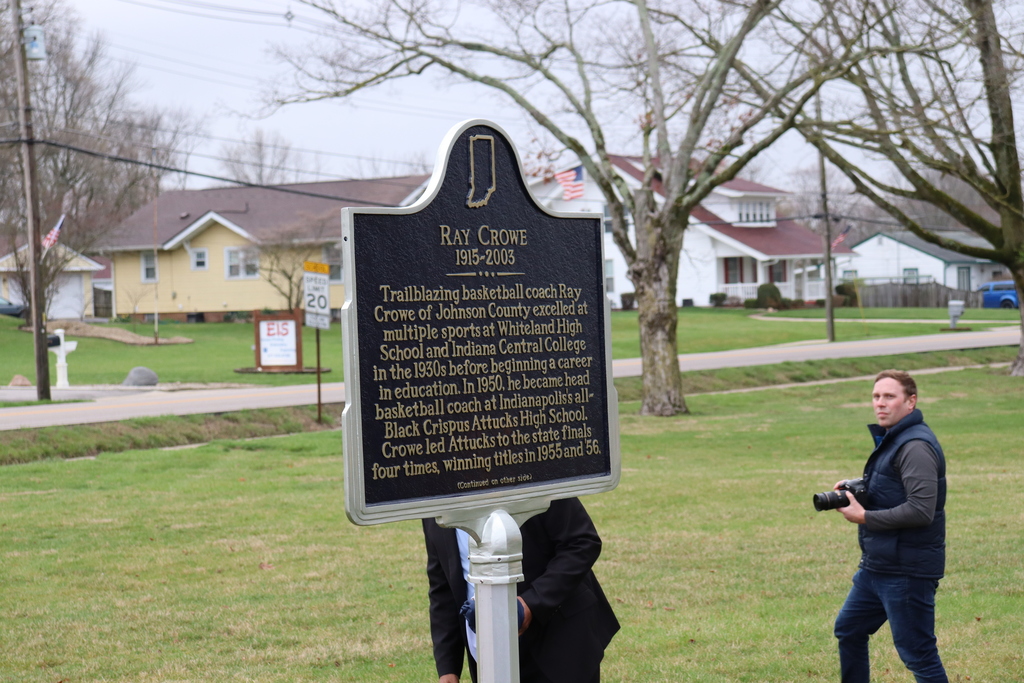 RAY CROWE
1915-2003
Trailblazing basketball coach Ray
Crowe of Johnson County excelled at
multiple sports at Whiteland High
School and Indiana Central College
in the 1930s before beginning a career
in education. In 1950, he became head
basketball coach at Indianapolis's all-
Black Crispus Attucks High School.
Crowe led Attucks to the state finals
four times, winning titles in 1955 and '56.
(Continued on other side)
SPEED
LIMIT
20
EIS